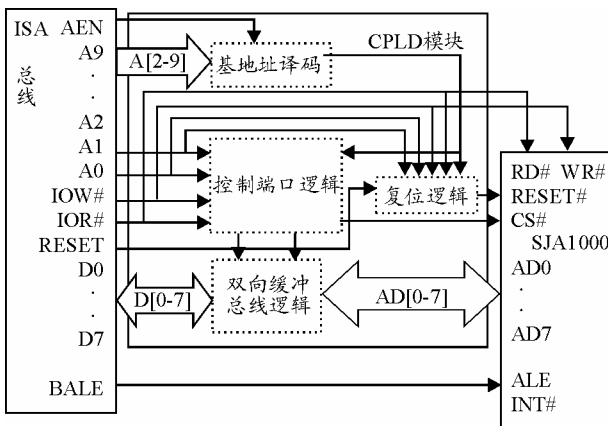 ISA AEN
总线
A9
·
·
A2
A1
A0
IOW#
IOR#
RESET
D0
·
·
D7
BALE
A[2-9]
基地址译码
CPLD模块
控制端口逻辑
复位逻辑
D[0-7]
双向缓冲
总线逻辑
AD[0-7]
RD# WR#
RESET#
CS#
SJA1000
AD0
·
·
AD7
ALE
INT#